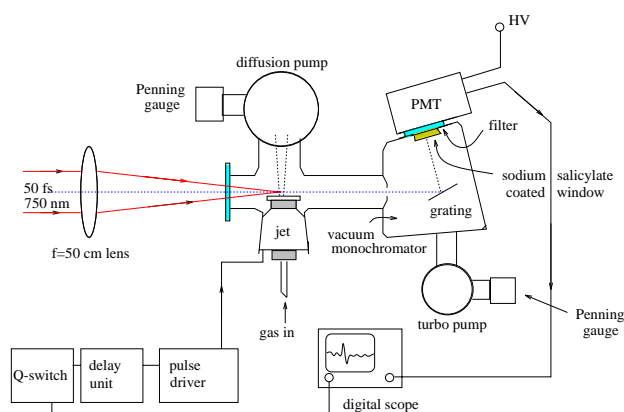 HV
diffusion pump
Penning
gauge
PMT
filter
sodium salicylate
coated window
50 fs
750 nm
grating
vacuum
monochromator
jet
f=50 cm lens
gas in
turbo pump
Penning
gauge
Q-switch
delay
unit
pulse
driver
digital scope